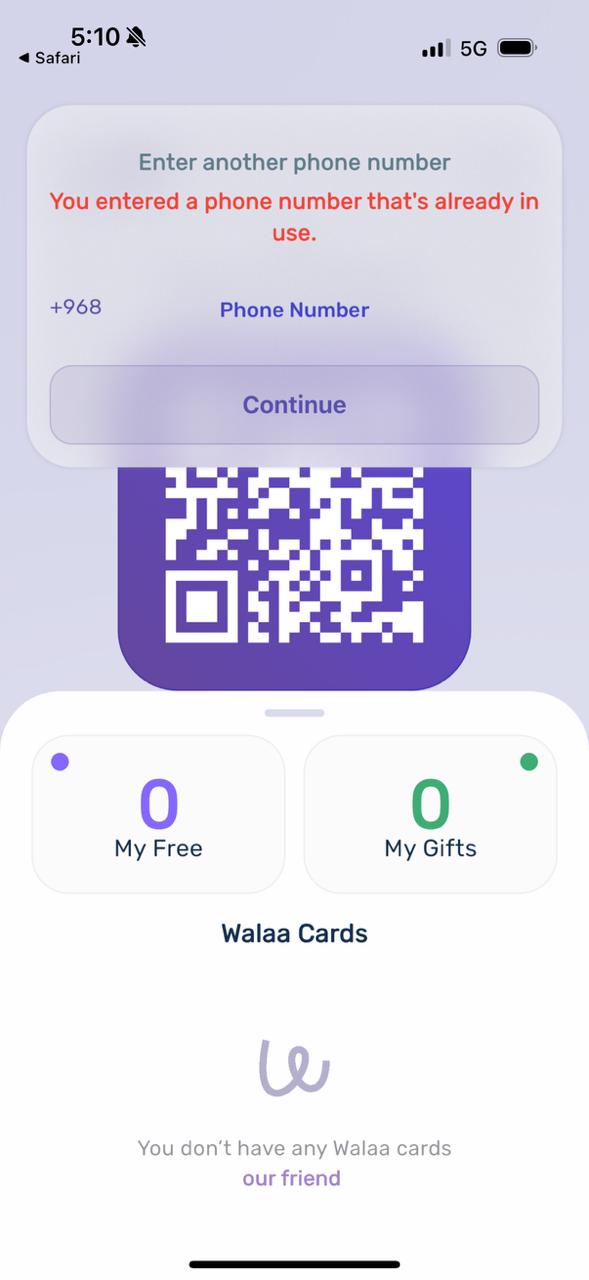 5:10
Safari
5G
Enter another phone number
You entered a phone number that's already in
use.
+968
Phone Number
Continue
0
My Free
0
My Gifts
Walaa Cards
You don’t have any Walaa cards
our friend